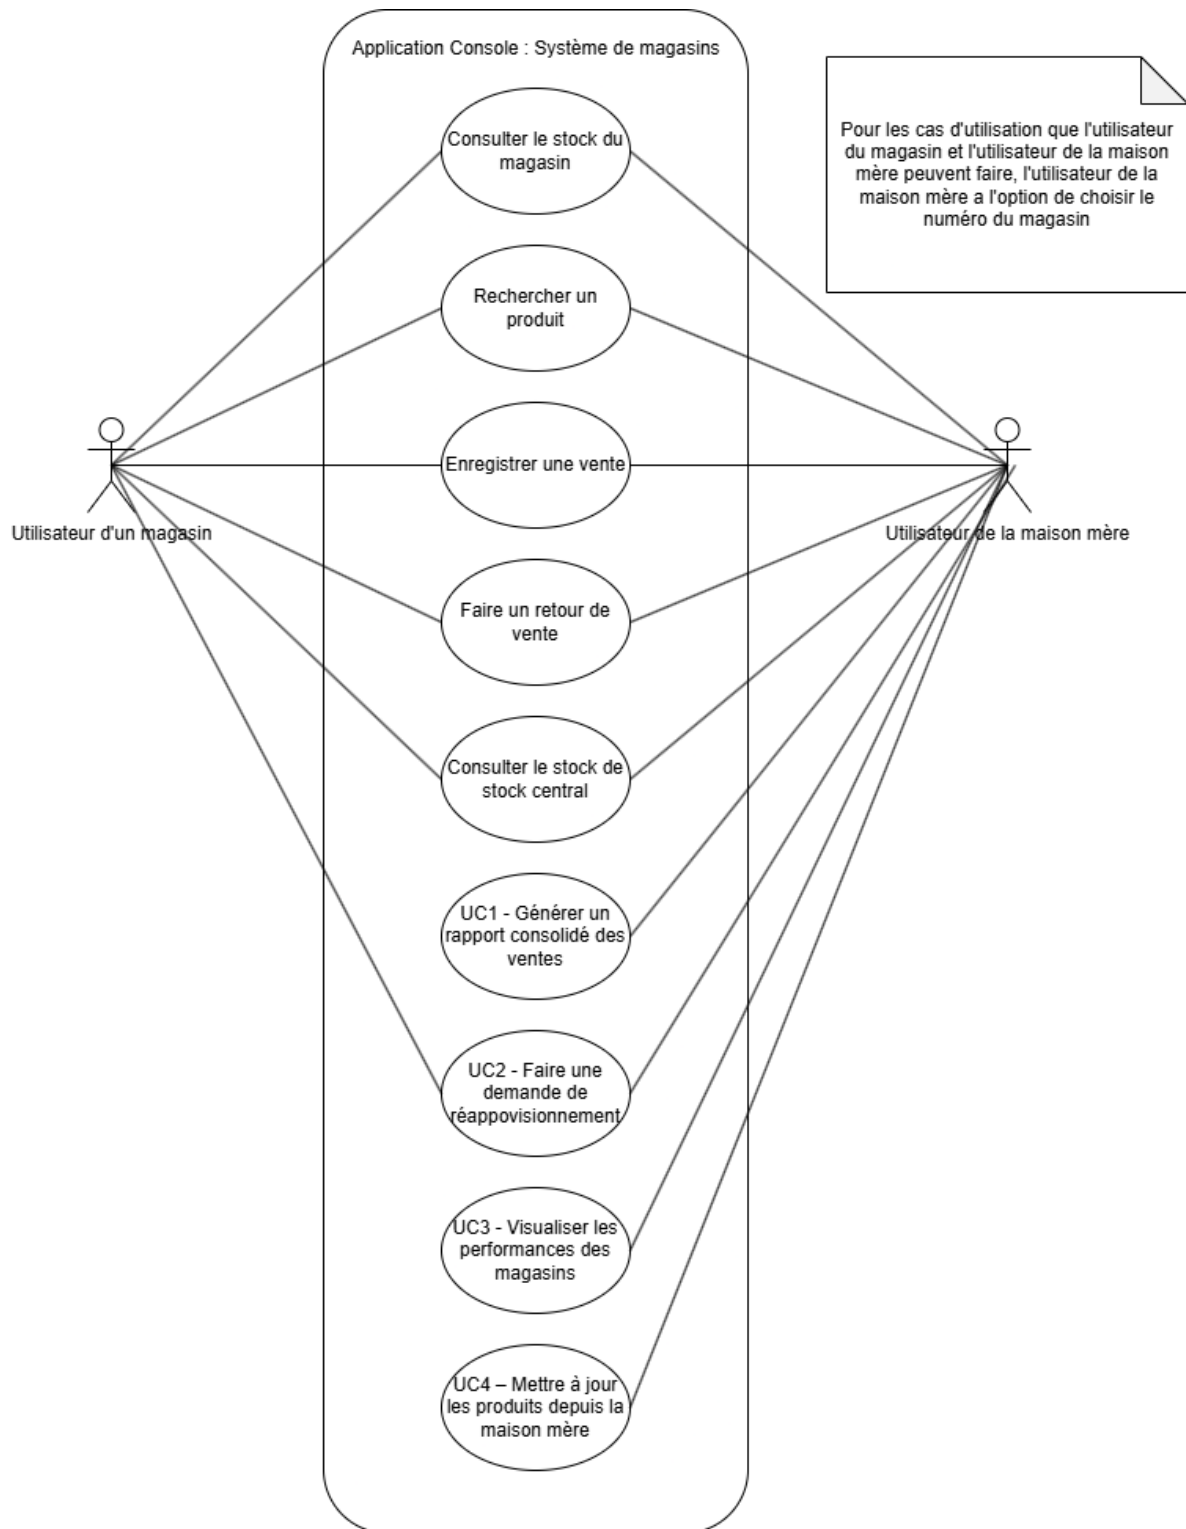 Application Console : Système de magasins
Consulter le stock du
magasin
Pour les cas d'utilisation que l'utilisateur
du magasin et l'utilisateur de la maison
mère peuvent faire, l'utilisateur de la
maison mère a l'option de choisir le
numéro du magasin
Rechercher un
produit
Enregistrer une vente
Utilisateur d'un magasin
Utilisateur de la maison mère
Faire un retour de
vente
Consulter le stock de
stock central
UC1 - Générer un
rapport consolidé des
ventes
UC2 - Faire une
demande de
réappovisionnement
UC3 - Visualiser les
performances des
magasins
UC4 – Mettre à jour
les produits depuis la
maison mère